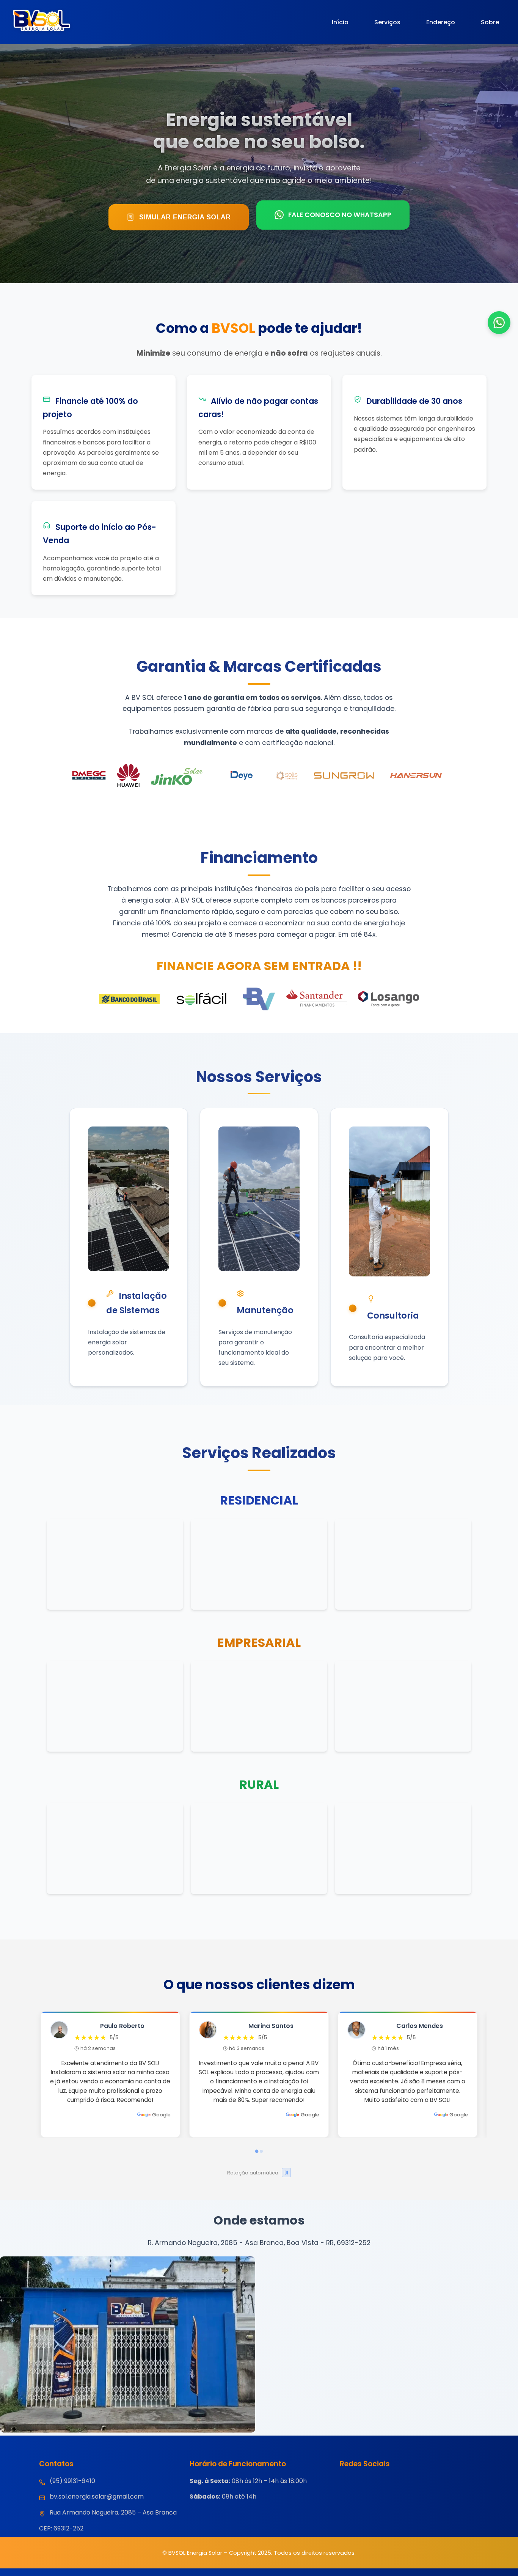 BVSOL
ENERGIA SOLAR
Início
Serviços
Endereço
Sobre
Energia sustentável
que cabe no seu bolso.
A Energia Solar é a energia do futuro, invista e aproveite
de uma energia sustentável que não agride o meio ambiente!
SIMULAR ENERGIA SOLAR
FALE CONOSCO NO WHATSAPP
Como a BVSOL pode te ajudar!
Minimize seu consumo de energia e não sofra os reajustes anuais.
Financie até 100% do
projeto
Possuímos acordos com instituições
financeiras e bancos para facilitar a
aprovação. As parcelas geralmente se
aproximam da sua conta atual de
energia.
Alívio de não pagar contas
caras!
Com o valor economizado da conta de
energia, o retorno pode chegar a R$100
mil em 5 anos, a depender do seu
consumo atual.
Durabilidade de 30 anos
Nossos sistemas têm longa durabilidade
e qualidade assegurada por engenheiros
especialistas e equipamentos de alto
padrão.
Suporte do início ao Pós-
Venda
Acompanhamos você do projeto até a
homologação, garantindo suporte total
em dúvidas e manutenção.
Garantia & Marcas Certificadas
A BV SOL oferece 1 ano de garantia em todos os serviços. Além disso, todos os
equipamentos possuem garantia de fábrica para sua segurança e tranquilidade.
Trabalhamos exclusivamente com marcas de alta qualidade, reconhecidas
mundialmente e com certificação nacional.
DMEGC
HUAWEI
JinKO Solar
Deye
SUNGROW
HANERSUN
Financiamento
Trabalhamos com as principais instituições financeiras do país para facilitar o seu acesso
à energia solar. A BV SOL oferece suporte completo com os bancos parceiros para
garantir um financiamento rápido, seguro e com parcelas que cabem no seu bolso.
Financie até 100% do seu projeto e comece a economizar na sua conta de energia hoje
mesmo! Carencia de até 6 meses para começar a pagar. Em até 84x.
FINANCIE AGORA SEM ENTRADA !!
BANCO DO BRASIL
solfácil
BV
Santander
FINANCIAMENTOS
Losango
Nossos Serviços
Instalação
de Sistemas
Instalação de sistemas de
energia solar
personalizados.
Manutenção
Serviços de manutenção
para garantir o
funcionamento ideal do
seu sistema.
Consultoria
Consultoria especializada
para encontrar a melhor
solução para você.
Serviços Realizados
RESIDENCIAL
EMPRESARIAL
RURAL
O que nossos clientes dizem
Paulo Roberto
★★★★★ 5/5
há 2 semanas
Excelente atendimento da BV SOL!
Instalaram o sistema solar na minha casa
e já estou vendo a economia na conta de
luz. Equipe muito profissional e prazo
cumprido à risca. Recomendo!
Google Google
Marina Santos
★★★★★ 5/5
há 3 semanas
Investimento que vale muito a pena! A BV
SOL explicou todo o processo, ajudou com
o financiamento e a instalação foi
impecável. Minha conta de energia caiu
mais de 80%. Super recomendo!
Google Google
Carlos Mendes
★★★★★ 5/5
há 1 mês
Ótimo custo-benefício! Empresa séria,
materiais de qualidade e suporte pós-
venda excelente. Já são 8 meses com o
sistema funcionando perfeitamente.
Muito satisfeito com a BV SOL!
Google Google
Rotação automática:
Onde estamos
R. Armando Nogueira, 2085 - Asa Branca, Boa Vista - RR, 69312-252
BVSOL
Contatos
(95) 99131-6410
bv.sol.energia.solar@gmail.com
Rua Armando Nogueira, 2085 – Asa Branca
CEP: 69312-252
Horário de Funcionamento
Seg. à Sexta: 08h às 12h – 14h às 18:00h
Sábados: 08h até 14h
Redes Sociais
© BVSOL Energia Solar – Copyright 2025. Todos os direitos reservados.